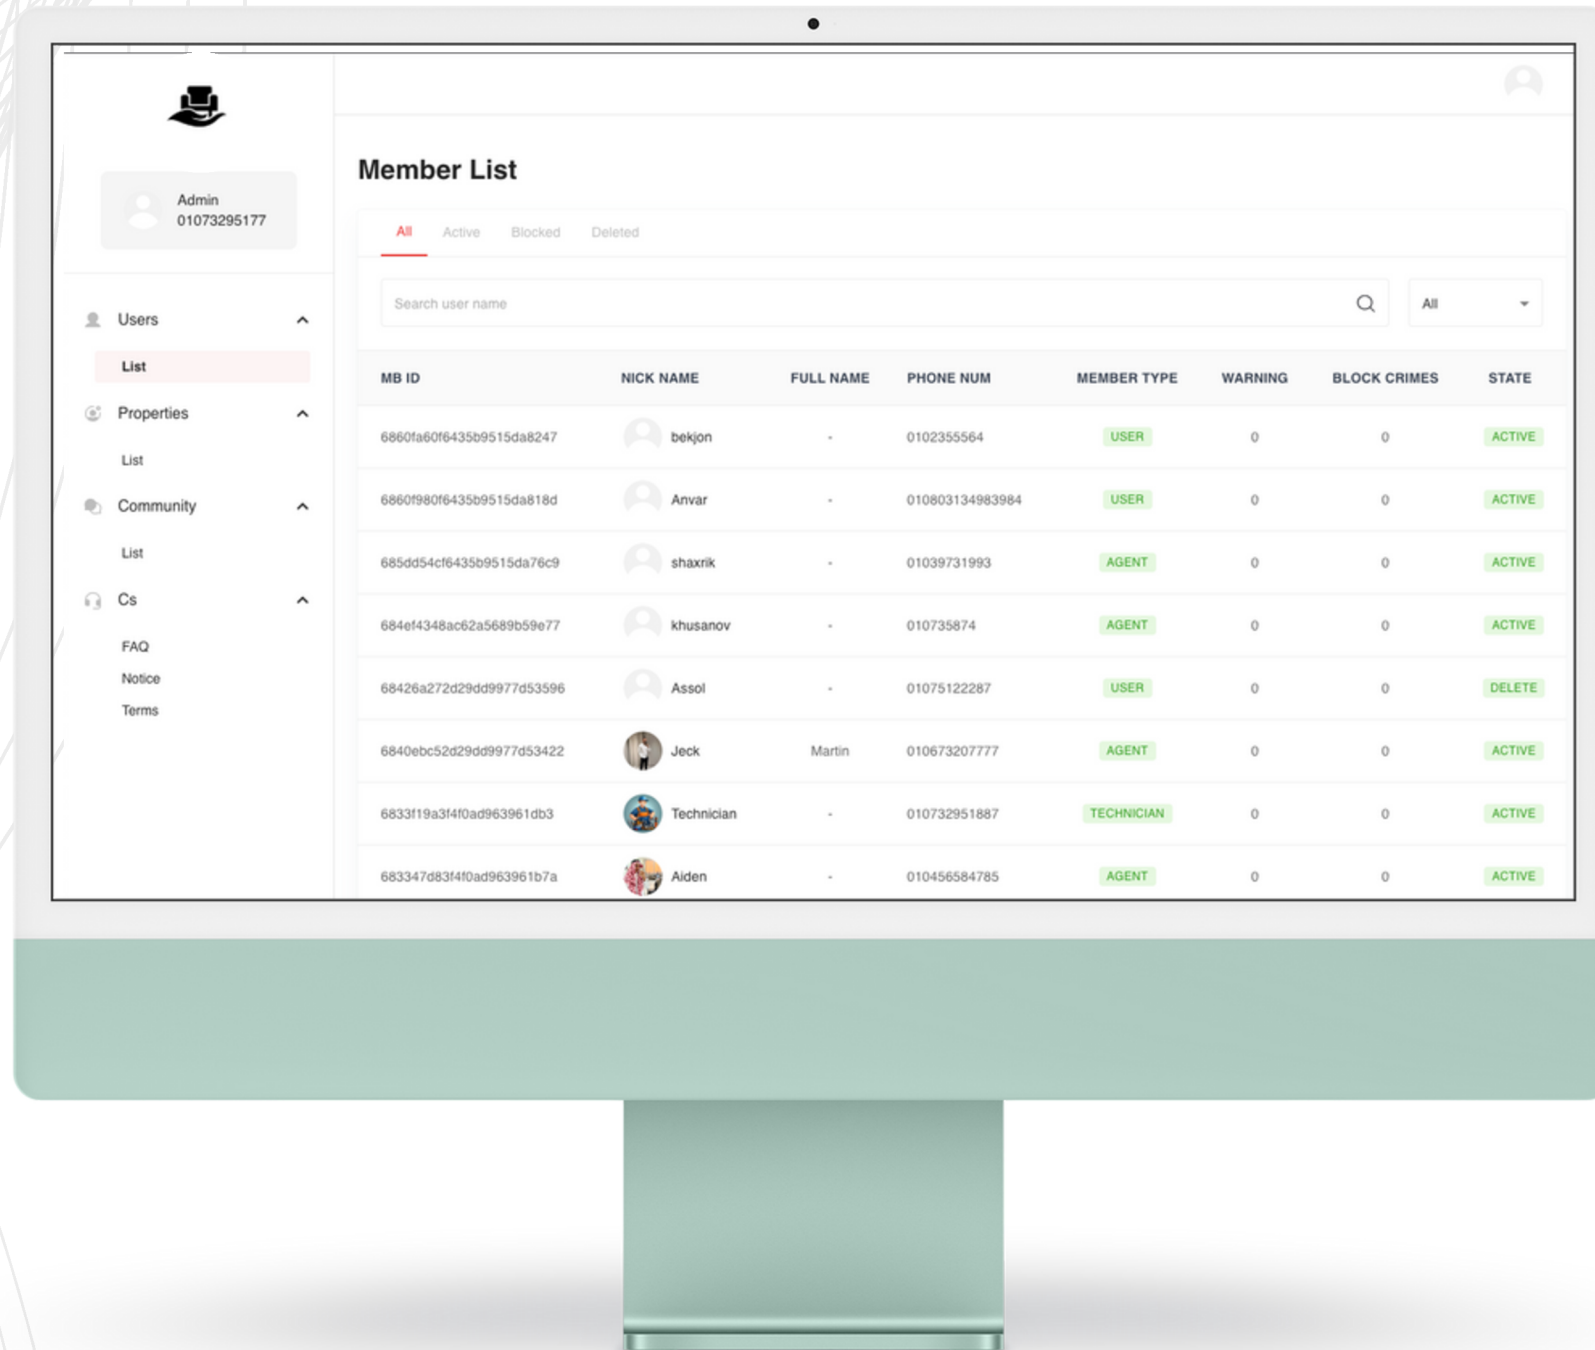 Admin
01073295177
Users
List
Properties
List
Community
List
Cs
FAQ
Notice
Terms
Member List
All Active Blocked Deleted
Search user name All
MB ID NICK NAME FULL NAME PHONE NUM MEMBER TYPE WARNING BLOCK CRIMES STATE
6860fa60f6435b9515da8247 bekjon - 0102355564 USER 0 0 ACTIVE
6860f980f6435b9515da818d Anvar - 010803134983984 USER 0 0 ACTIVE
685dd54cf6435b9515da76c9 shaxrik - 01039731993 AGENT 0 0 ACTIVE
684ef4348ac62a5689b59e77 khusanov - 010735874 AGENT 0 0 ACTIVE
68426a272d29dd9977d53596 Assol - 01075122287 USER 0 0 DELETE
6840ebc52d29dd9977d53422 Jeck Martin 010673207777 AGENT 0 0 ACTIVE
6833f19a3f4f0ad963961db3 Technician - 010732951887 TECHNICIAN 0 0 ACTIVE
683347d83f4f0ad963961b7a Aiden - 010456584785 AGENT 0 0 ACTIVE